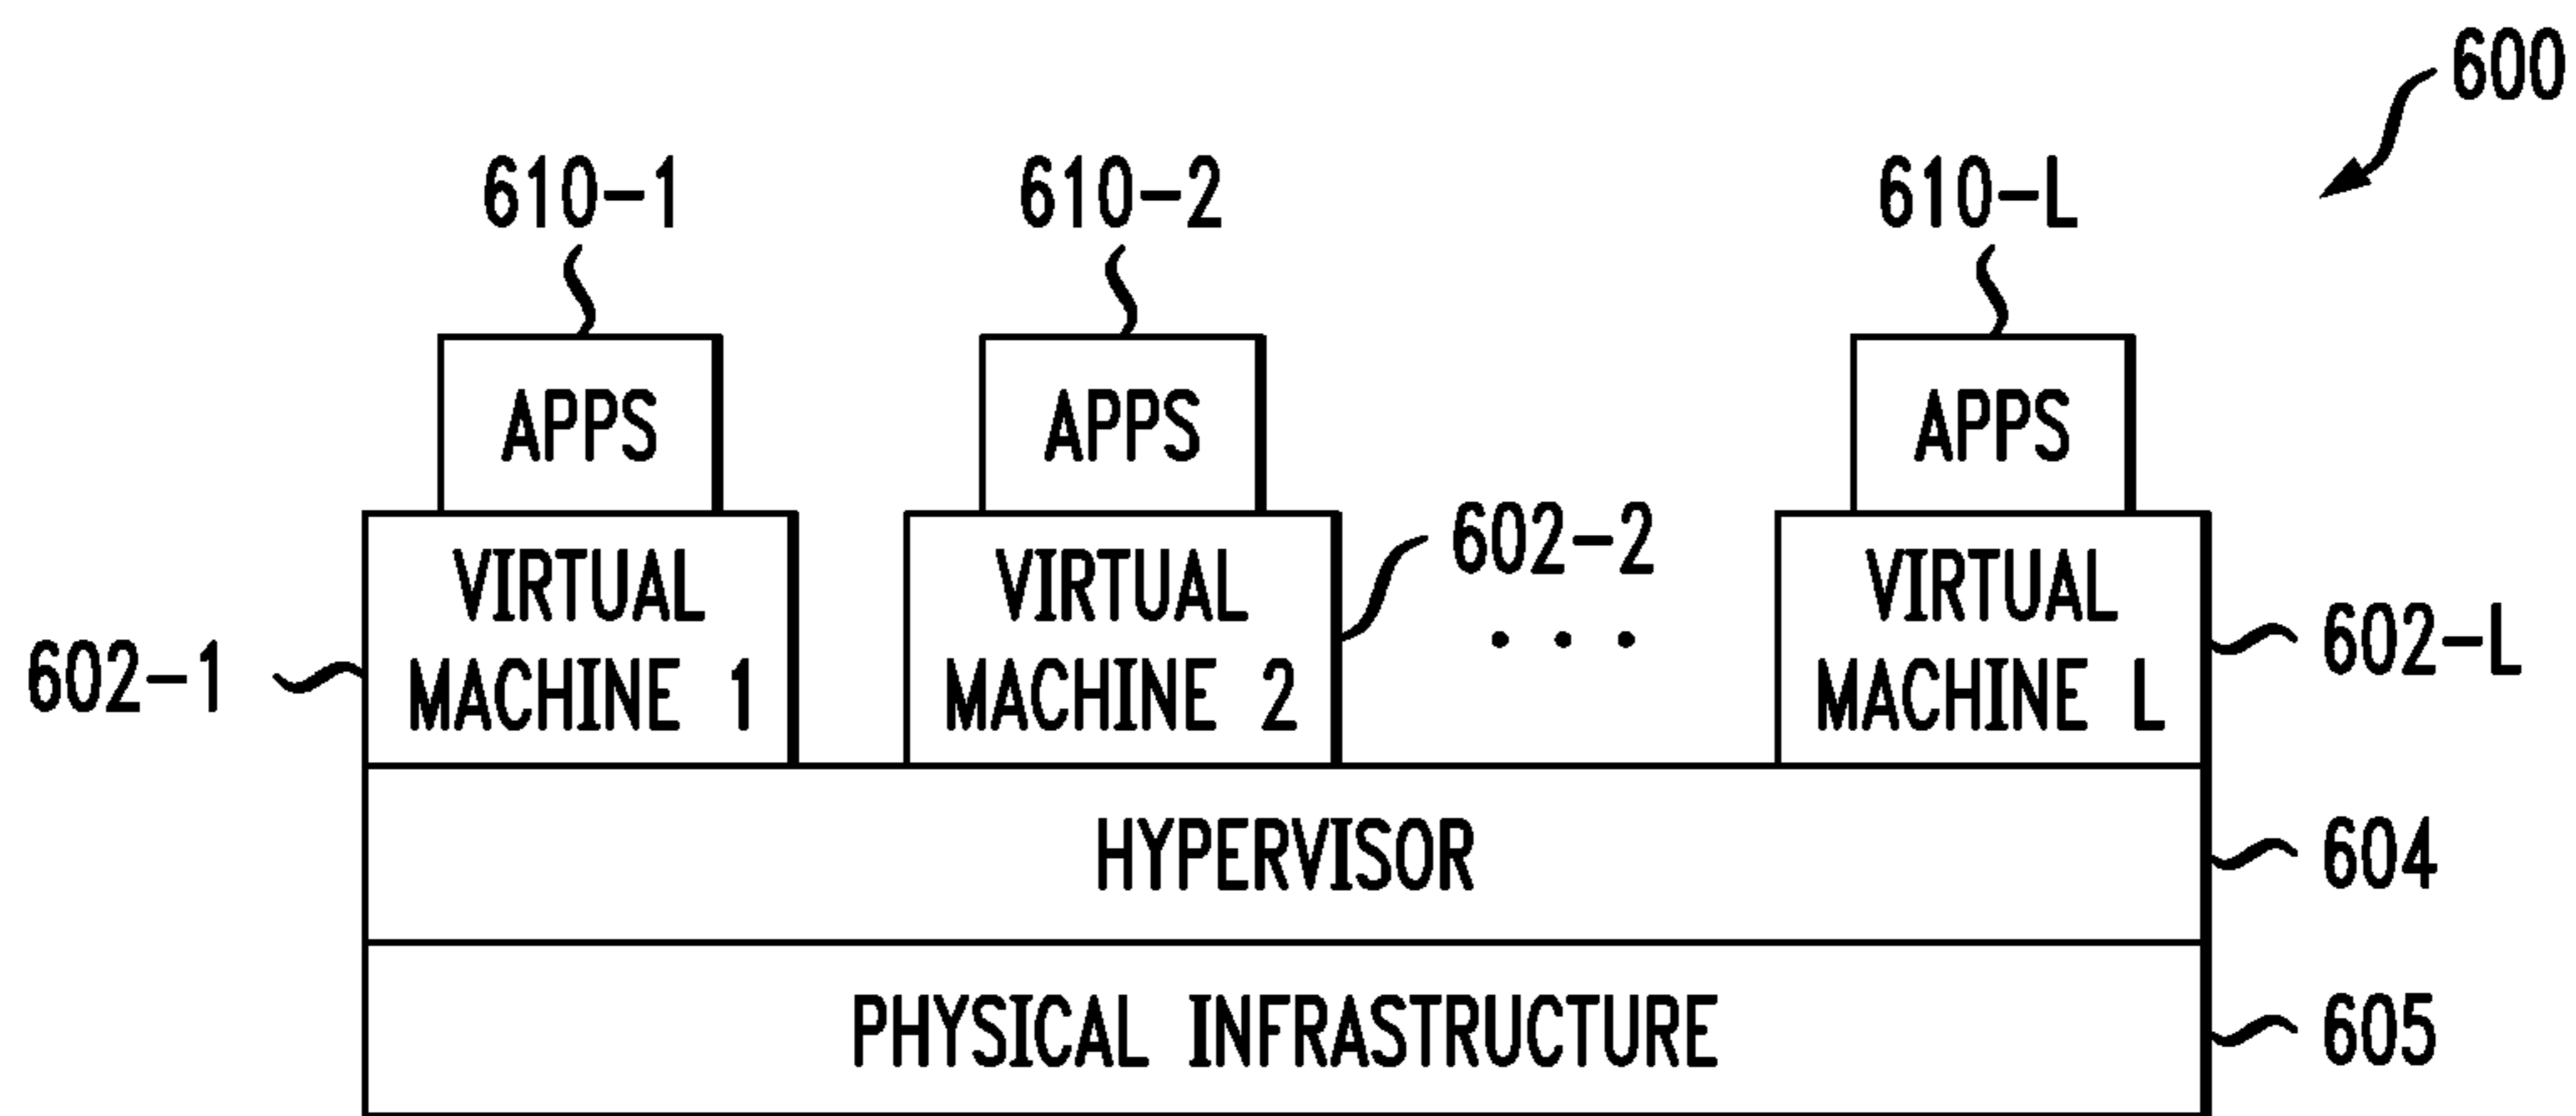 600
610-1 610-2 610-L
APPS APPS APPS
602-2
VIRTUAL VIRTUAL VIRTUAL
602-1 602-L
MACHINE 1 MACHINE 2 . . . MACHINE L
HYPERVISOR 604
PHYSICAL INFRASTRUCTURE 605